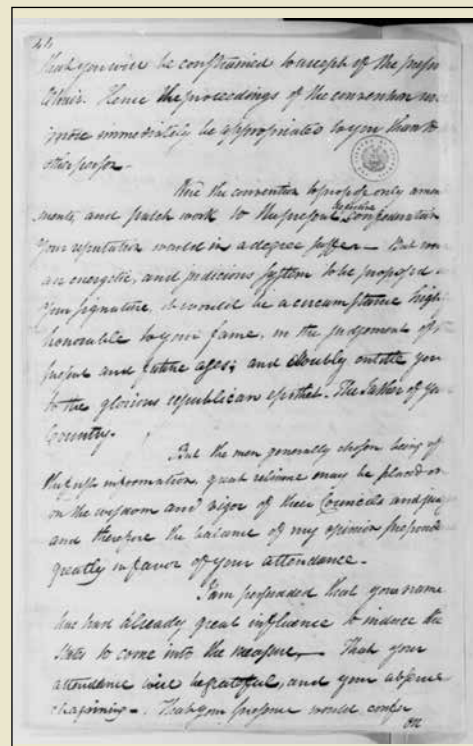 44
that you will be constrained to accept of the presi
Chair. Hence the proceedings of the convention wi
more immediately be appropriated to you than to
other person.
Were the convention to propose only amend
ments, and patch work to the present defective confederation
your reputation would in a degree suffer— But were
an energetic, and judicious system to be proposed
your signature, it would be a circumstance highly
honorable to your fame, in the judgement of the
present and future ages; and doubly entitle you
to the glorious republican epithet. The Father of Your
Country.
But the men generally chosen being of
the first information, great reliance may be placed on
on the wisdom and vigor of their Councils and judg
and therefore the balance of my opinion preponde
greatly in favor of your attendance.
I am persuaded that your name
has had already great influence to induce the
States to come into the measure— That your
attendance will be grateful, and your absence
chagrining—. That your presence would confer
on